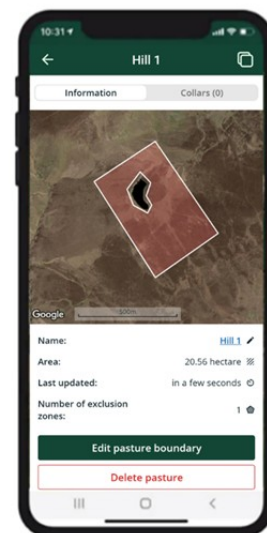 10:31
Hill 1
Information Collars (0)
Google 500m
Name: Hill 1
Area: 20.56 hectare
Last updated: in a few seconds
Number of exclusion zones: 1
Edit pasture boundary
Delete pasture